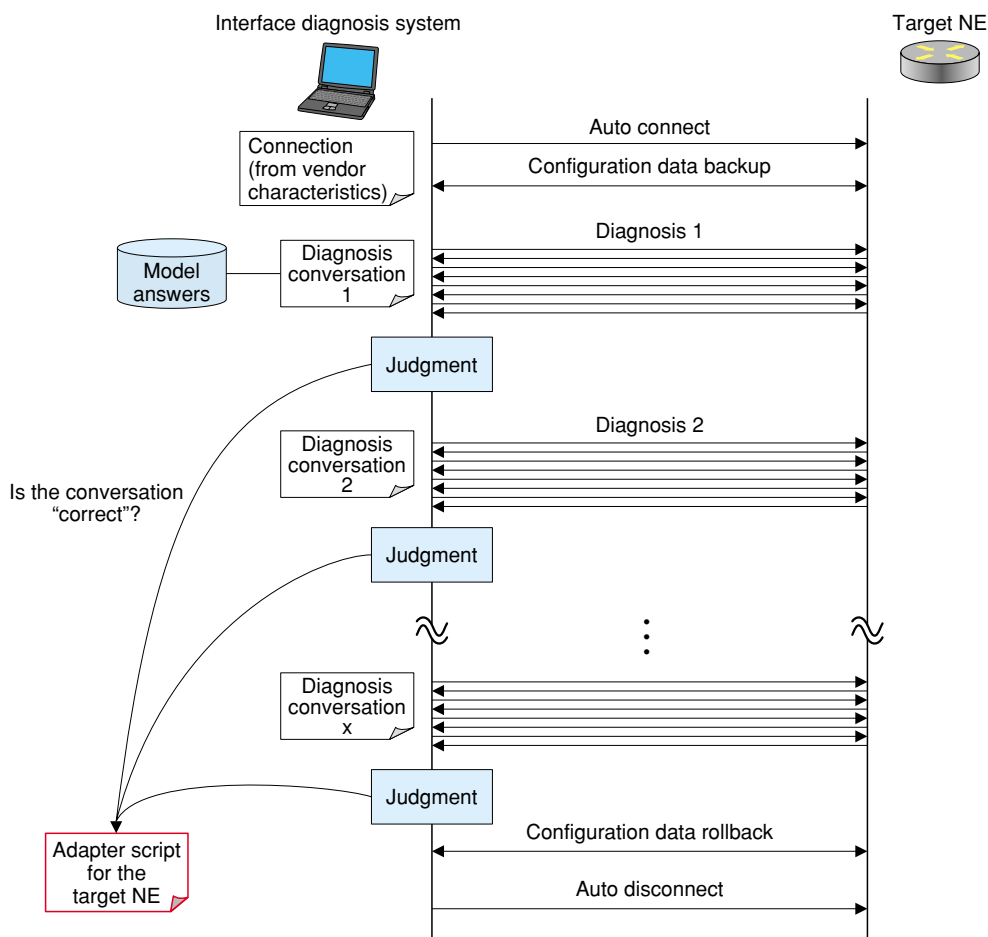 Interface diagnosis system
Target NE
Auto connect
Connection
(from vendor
characteristics)
Configuration data backup
Diagnosis 1
Model
answers
Diagnosis
conversation
1
Judgment
Diagnosis 2
Diagnosis
conversation
2
Is the conversation
“correct”?
Judgment
Diagnosis
conversation
x
Judgment
Configuration data rollback
Adapter script
for the
target NE
Auto disconnect